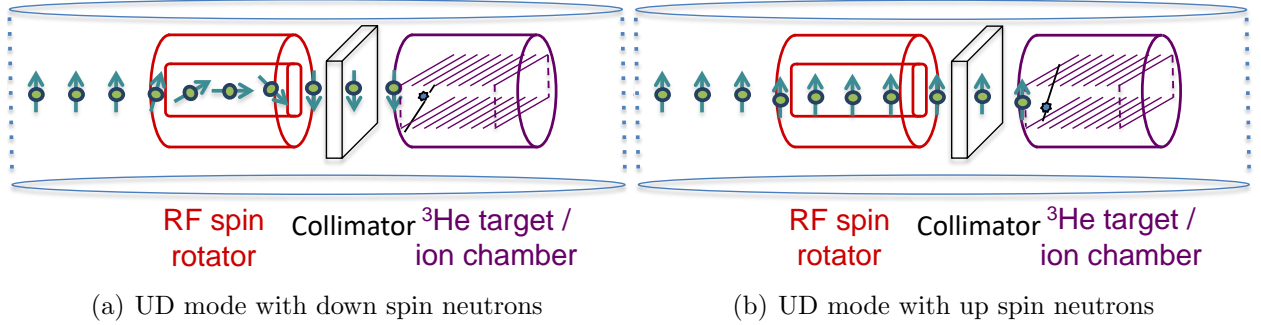 RF spin
rotator
Collimator
³He target /
ion chamber
RF spin
rotator
Collimator
³He target /
ion chamber
(a) UD mode with down spin neutrons
(b) UD mode with up spin neutrons